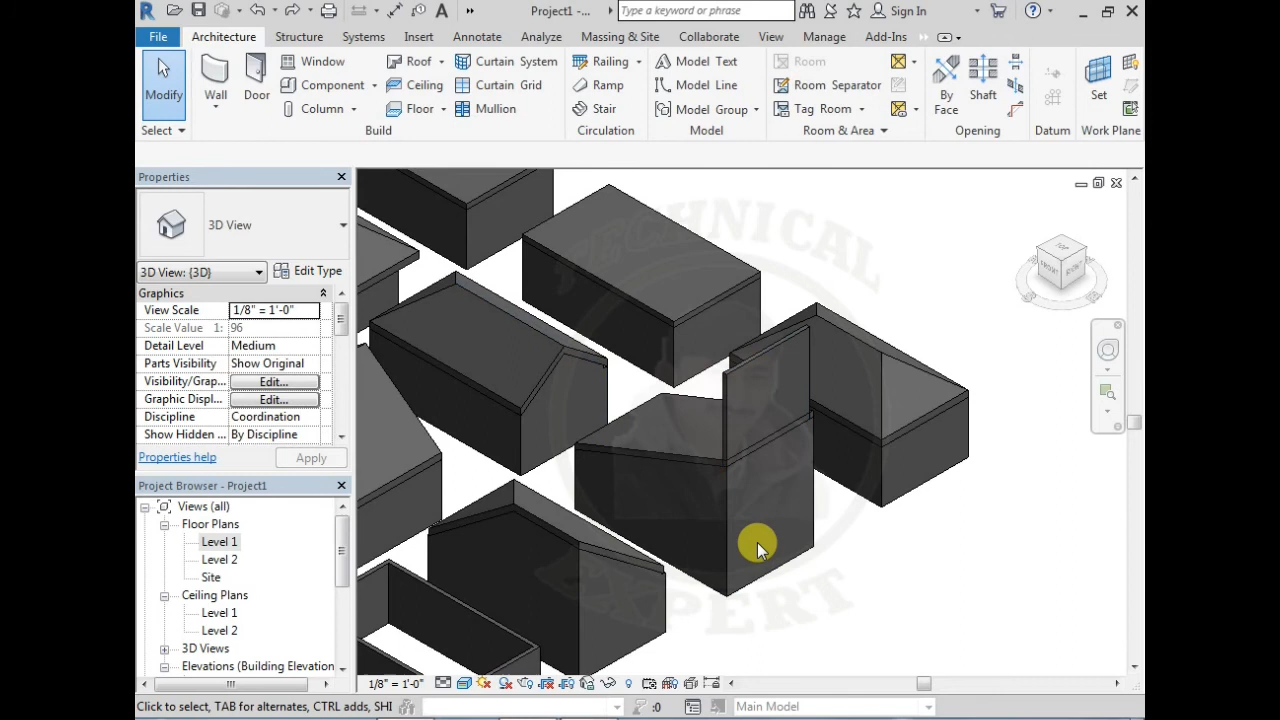 Project1 -... Type a keyword or phrase Sign In
File Architecture Structure Systems Insert Annotate Analyze Massing & Site Collaborate View Manage Add-Ins
Modify Wall Door Window Component Column
Roof Ceiling Floor
Curtain System Curtain Grid Mullion
Railing Ramp Stair
Model Text Model Line Model Group
Room Room Separator Tag Room
By Face Shaft Set
Select Build Circulation Model Room & Area Opening Datum Work Plane
Properties
3D View
3D View: {3D} Edit Type
Graphics
View Scale 1/8" = 1'-0"
Scale Value 1: 96
Detail Level Medium
Parts Visibility Show Original
Visibility/Grap... Edit...
Graphic Displ... Edit...
Discipline Coordination
Show Hidden ... By Discipline
Properties help Apply
Project Browser - Project1
Views (all)
Floor Plans
Level 1
Level 2
Site
Ceiling Plans
Level 1
Level 2
3D Views
Elevations (Building Elevation
TOP
FRONT RIGHT
TECHNICAL
EXPERT
1/8" = 1'-0"
Click to select, TAB for alternates, CTRL adds, SHI :0 Main Model